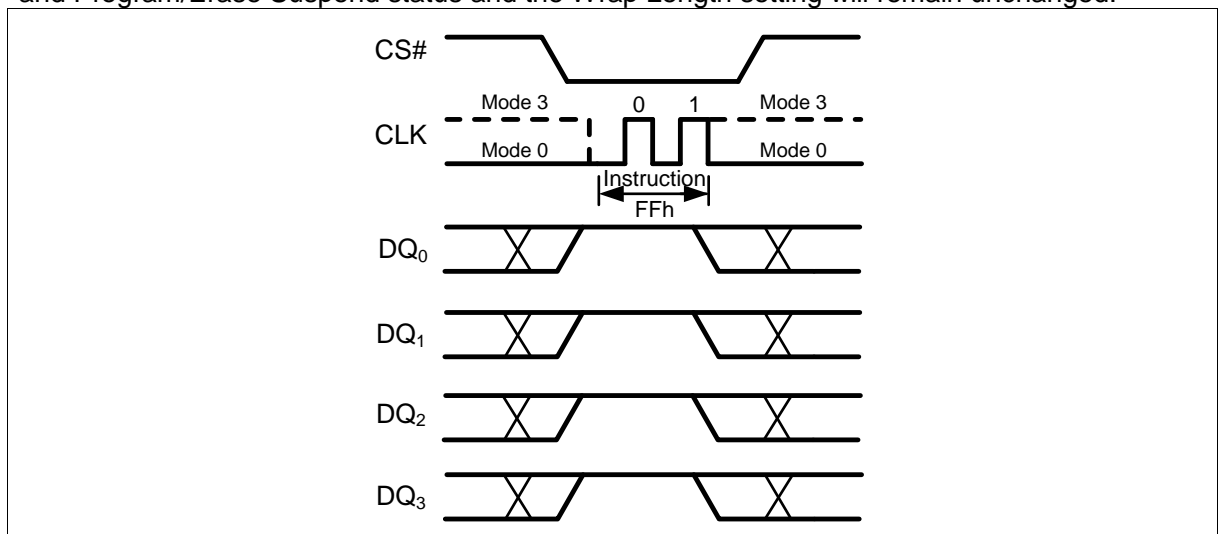 and Program/Erase Suspend status and the Wrap Length setting will remain unchanged.
CS#
Mode 3 0 1 Mode 3
CLK
Mode 0 Mode 0
Instruction
FFh
DQ0
DQ1
DQ2
DQ3